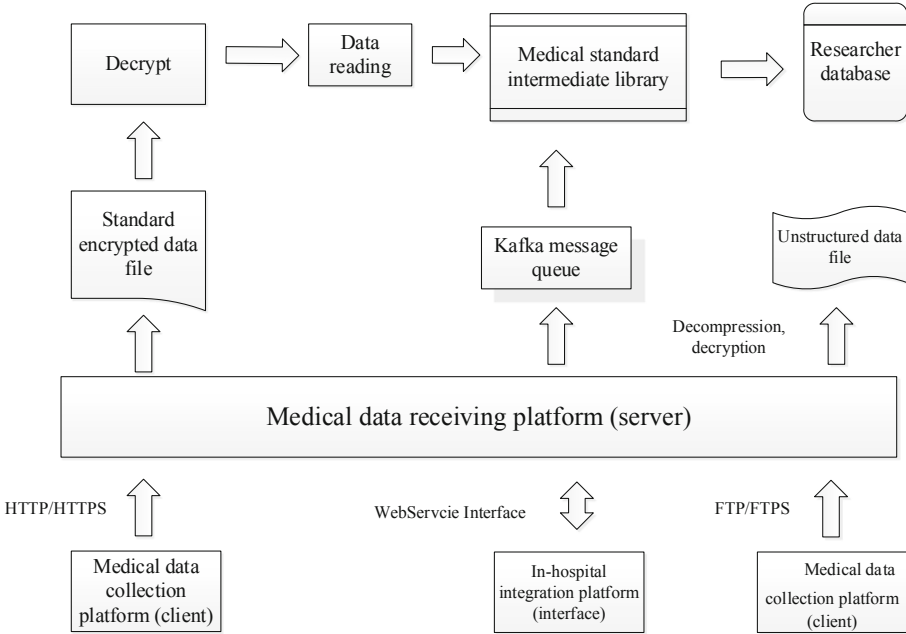 Decrypt
Data
reading
Medical standard
intermediate library
Researcher
database
Standard
encrypted data
file
Kafka message
queue
Unstructured data
file
Decompression,
decryption
Medical data receiving platform (server)
HTTP/HTTPS
WebServcie Interface
FTP/FTPS
Medical data
collection
platform (client)
In-hospital
integration platform
(interface)
Medical data
collection platform
(client)